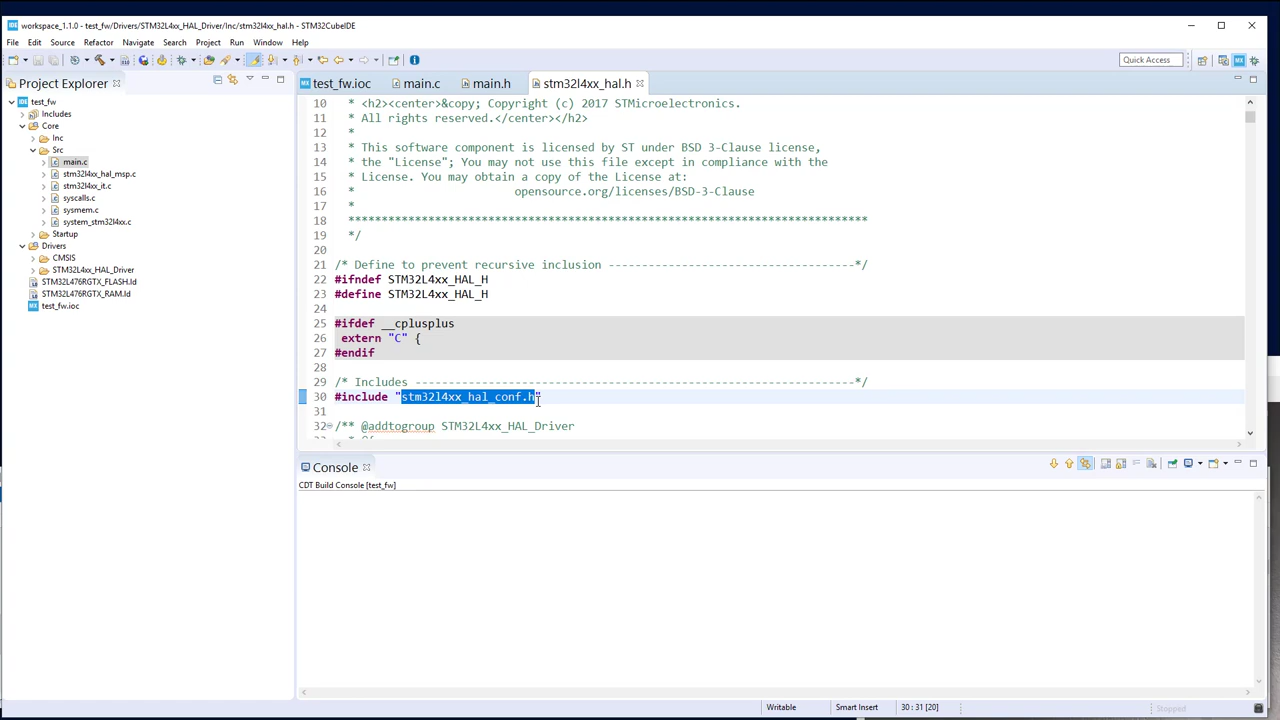 workspace_1.1.0 - test_fw/Drivers/STM32L4xx_HAL_Driver/Inc/stm32l4xx_hal.h - STM32CubeIDE
File Edit Source Refactor Navigate Search Project Run Window Help
Quick Access
Project Explorer
test_fw
Includes
Core
Inc
Src
main.c
stm32l4xx_hal_msp.c
stm32l4xx_it.c
syscalls.c
sysmem.c
system_stm32l4xx.c
Startup
Drivers
CMSIS
STM32L4xx_HAL_Driver
STM32L476RGTX_FLASH.ld
STM32L476RGTX_RAM.ld
test_fw.ioc
test_fw.ioc main.c main.h stm32l4xx_hal.h
10 * <h2><center>&copy; Copyright (c) 2017 STMicroelectronics.
11 * All rights reserved.</center></h2>
12 *
13 * This software component is licensed by ST under BSD 3-Clause license,
14 * the "License"; You may not use this file except in compliance with the
15 * License. You may obtain a copy of the License at:
16 * opensource.org/licenses/BSD-3-Clause
17 *
18 ******************************************************************************
19 */
20
21 /* Define to prevent recursive inclusion -------------------------------------*/
22 #ifndef STM32L4xx_HAL_H
23 #define STM32L4xx_HAL_H
24
25 #ifdef __cplusplus
26 extern "C" {
27 #endif
28
29 /* Includes ------------------------------------------------------------------*/
30 #include "stm32l4xx_hal_conf.h"
31
32 /** @addtogroup STM32L4xx_HAL_Driver
Console
CDT Build Console [test_fw]
Writable Smart Insert 30 : 31 [20] Stopped